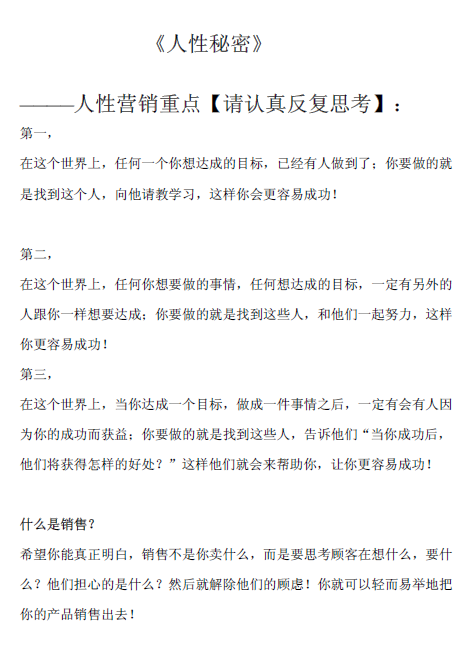 《人性秘密》
———人性营销重点【请认真反复思考】:
第一,
在这个世界上,任何一个你想达成的目标,已经有人做到了;你要做的就
是找到这个人,向他请教学习,这样你会更容易成功!
第二,
在这个世界上,任何你想要做的事情,任何想达成的目标,一定有另外的
人跟你一样想要达成;你要做的就是找到这些人,和他们一起努力,这样
你更容易成功!
第三,
在这个世界上,当你达成一个目标,做成一件事情之后,一定有会有人因
为你的成功而获益;你要做的就是找到这些人,告诉他们“当你成功后,
他们将获得怎样的好处?”这样他们就会来帮助你,让你更容易成功!
什么是销售?
希望你能真正明白,销售不是你卖什么,而是要思考顾客在想什么,要什
么?他们担心的是什么?然后就解除他们的顾虑!你就可以轻而易举地把
你的产品销售出去!